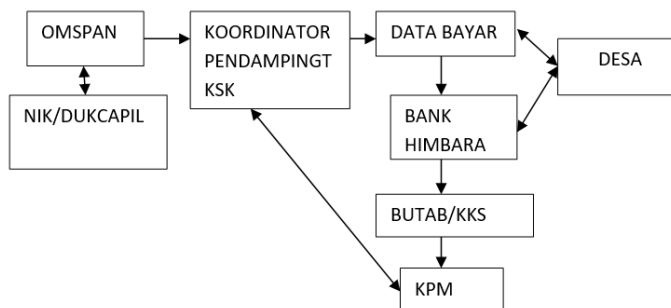 OMSPAN
KOORDINATOR
PENDAMPINGT
KSK
DATA BAYAR
DESA
NIK/DUKCAPIL
BANK
HIMBARA
BUTAB/KKS
KPM